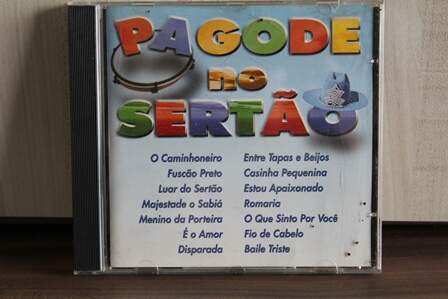 PAGODE
no
SERTÃO
O Caminhoneiro
Fuscão Preto
Luar do Sertão
Majestade o Sabió
Menino da Porteira
É o Amor
Disparada
Entre Tapas e Beijos
Casinha Pequenina
Estou Apaixonado
Romaria
O Que Sinto Por Você
Fio de Cabelo
Baile Triste